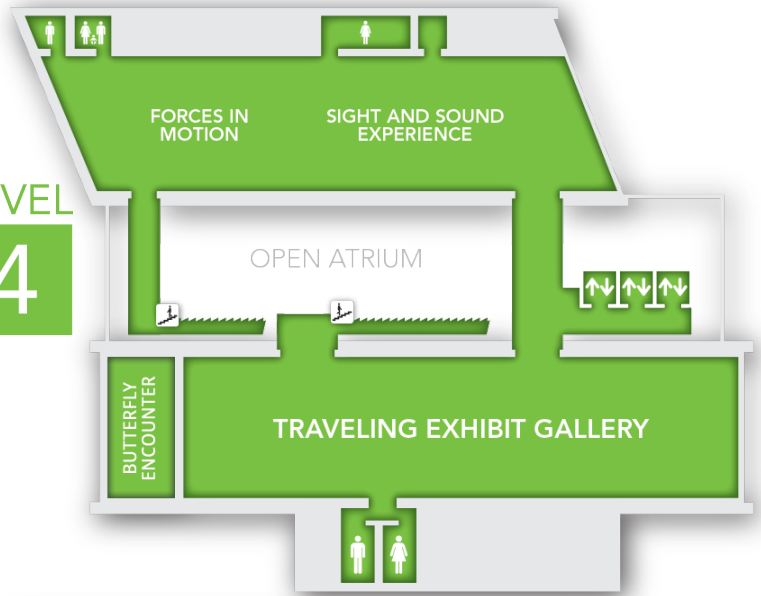 FORCES IN
MOTION
SIGHT AND SOUND
EXPERIENCE
VEL
4
OPEN ATRIUM
BUTTERFLY
ENCOUNTER
TRAVELING EXHIBIT GALLERY